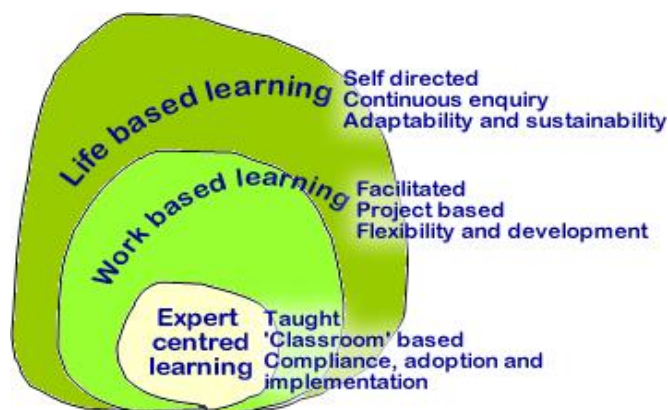 Life based learning
Self directed
Continuous enquiry
Adaptability and sustainability
Work based learning
Facilitated
Project based
Flexibility and development
Expert
centred
learning
Taught
'Classroom' based
Compliance, adoption and
implementation